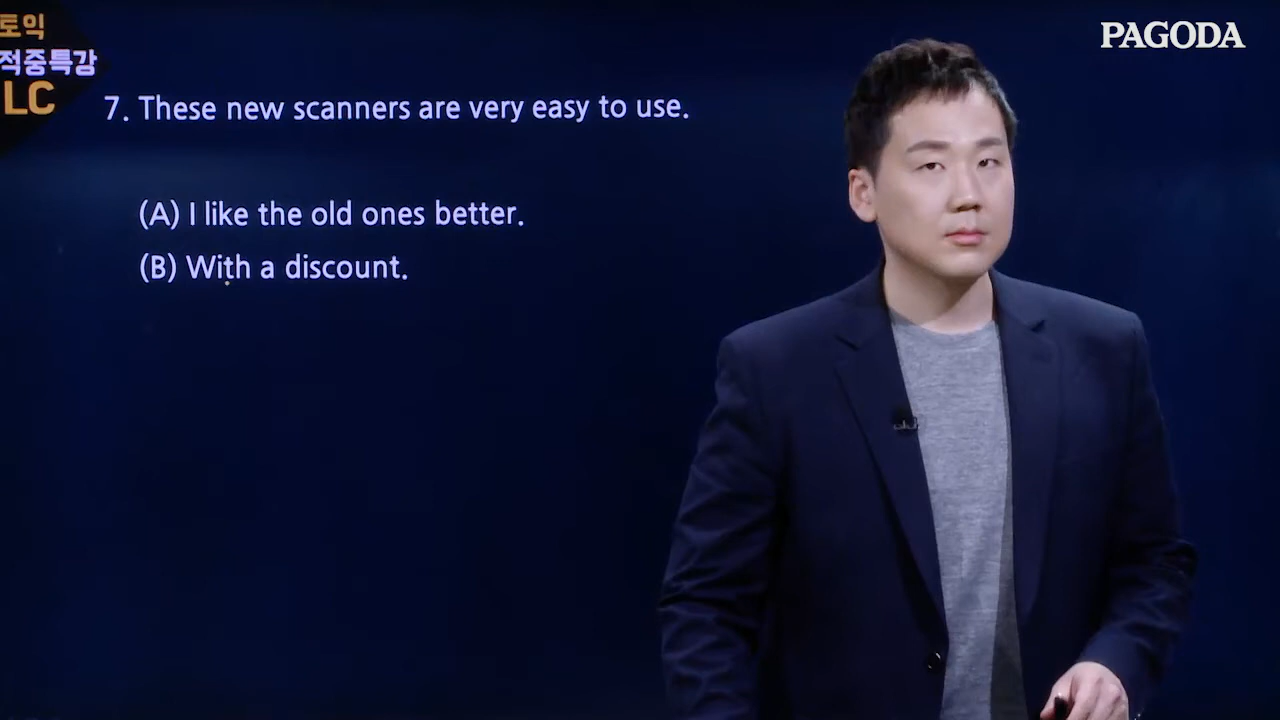 토익
적중특강
LC
PAGODA
7. These new scanners are very easy to use.
(A) I like the old ones better.
(B) With a discount.